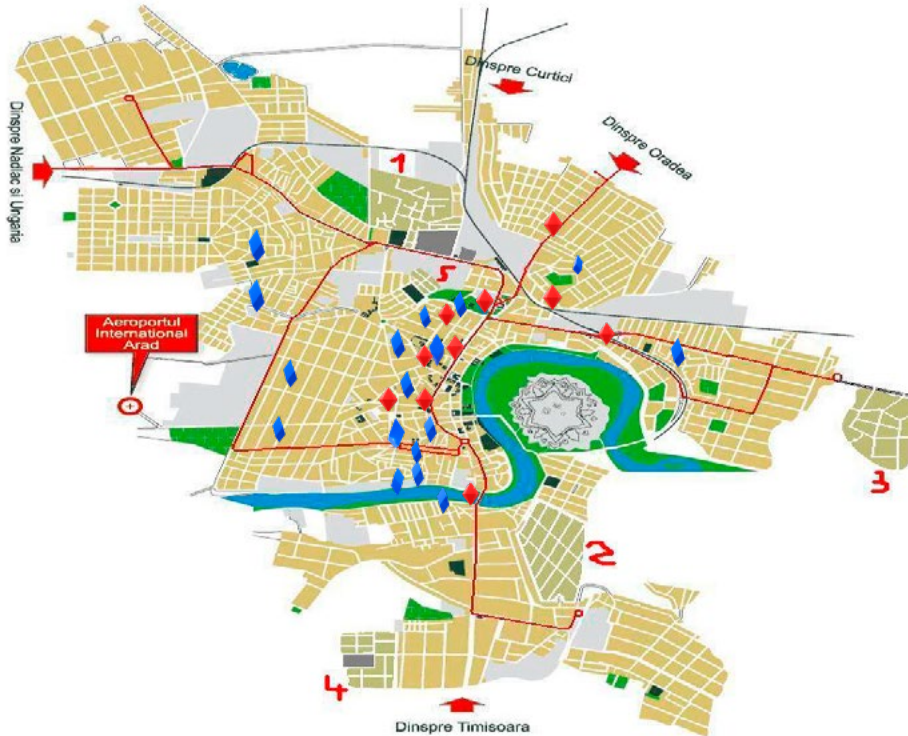 Dinspre Curtici
Dinspre Oradea
Dinspre Nadlac si Ungaria
1
5
Aeroportul
International
Arad
3
2
4
Dinspre Timisoara